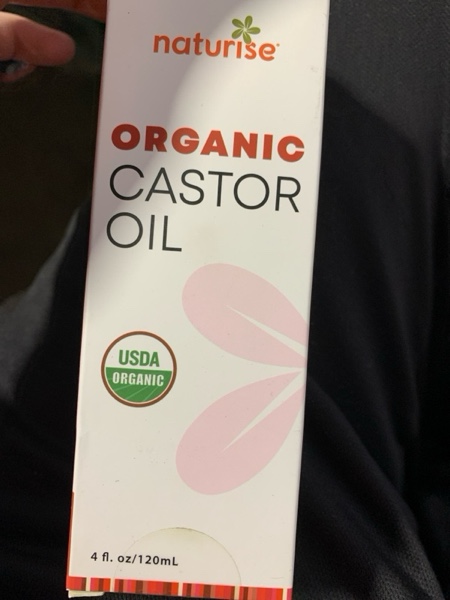 naturise
ORGANIC
CASTOR
OIL
USDA
ORGANIC
4 fl. oz/120mL